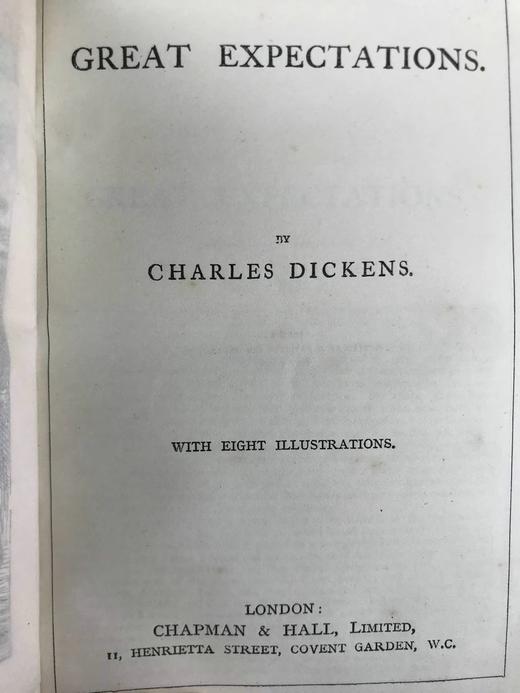 GREAT EXPECTATIONS.
BY
CHARLES DICKENS.
WITH EIGHT ILLUSTRATIONS.
LONDON:
CHAPMAN & HALL, LIMITED,
11, HENRIETTA STREET, COVENT GARDEN, W.C.